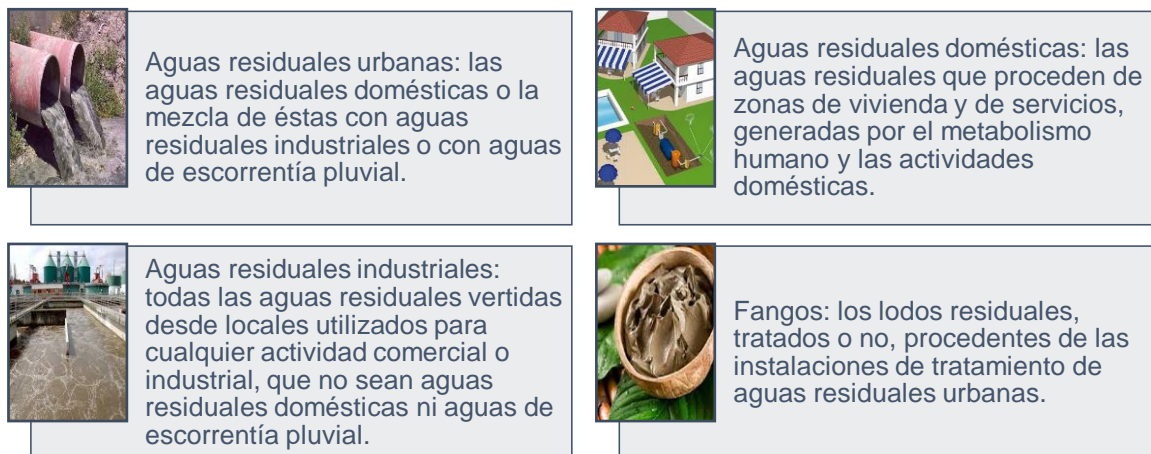 Aguas residuales urbanas: las
aguas residuales domésticas o la
mezcla de éstas con aguas
residuales industriales o con aguas
de escorrentía pluvial.
Aguas residuales domésticas: las
aguas residuales que proceden de
zonas de vivienda y de servicios,
generadas por el metabolismo
humano y las actividades
domésticas.
Aguas residuales industriales:
todas las aguas residuales vertidas
desde locales utilizados para
cualquier actividad comercial o
industrial, que no sean aguas
residuales domésticas ni aguas de
escorrentía pluvial.
Fangos: los lodos residuales,
tratados o no, procedentes de las
instalaciones de tratamiento de
aguas residuales urbanas.